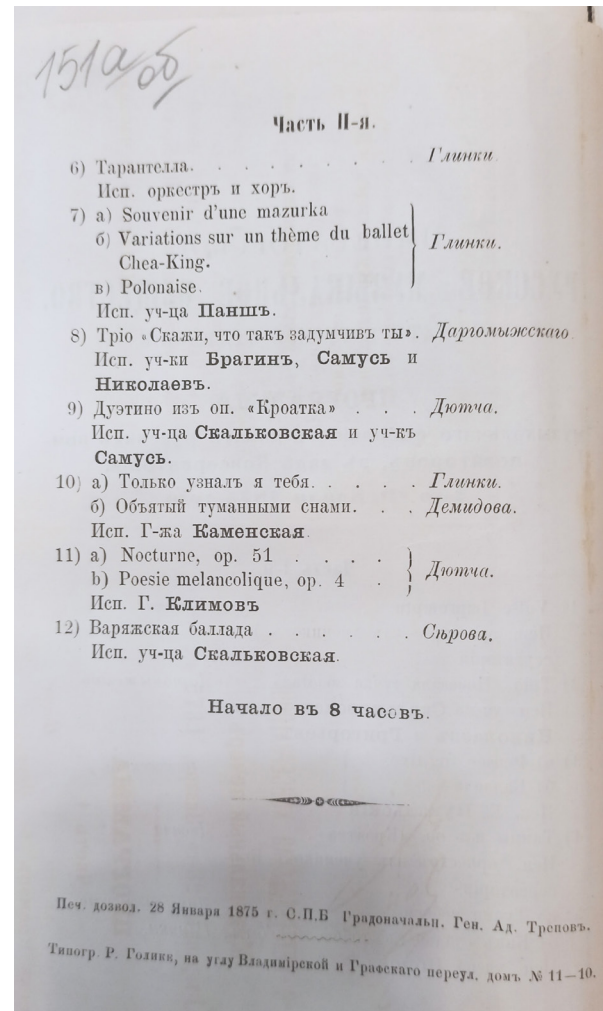 151а/об
Часть II-я.
6) Тарантелла. . . . . . . . . Глинки
Исп. оркестръ и хоръ.
7) а) Souvenir d'une mazurka
б) Variations sur un thème du ballet
Chea-King.
Глинки.
в) Polonaise.
Исп. уч-ца Паншъ.
8) Тріо «Скажи, что такъ задумчивъ ты». Даргомыжскаго
Исп. уч-ки Брагинъ, Самусь и
Николаевъ.
9) Дуэтино изъ оп. «Кроатка» . . . Дютча.
Исп. уч-ца Скальковская и уч-къ
Самусь.
10) а) Только узналъ я тебя. . . . . Глинки.
б) Объятый туманными снами. . . Демидова.
Исп. Г-жа Каменская.
11) а) Nocturne, op. 51 . . . .
b) Poesie melancolique, op. 4 .
Дютча.
Исп. Г. Климовъ
12) Варяжская баллада . . . . . . Сѣрова.
Исп. уч-ца Скальковская.
Начало въ 8 часовъ.
Печ. дозвол. 28 Января 1875 г. С.П.Б Градоначальн. Ген. Ад. Треповъ.
Типогр. Р. Голике, на углу Владимірской и Графскаго переул. домъ № 11—10.